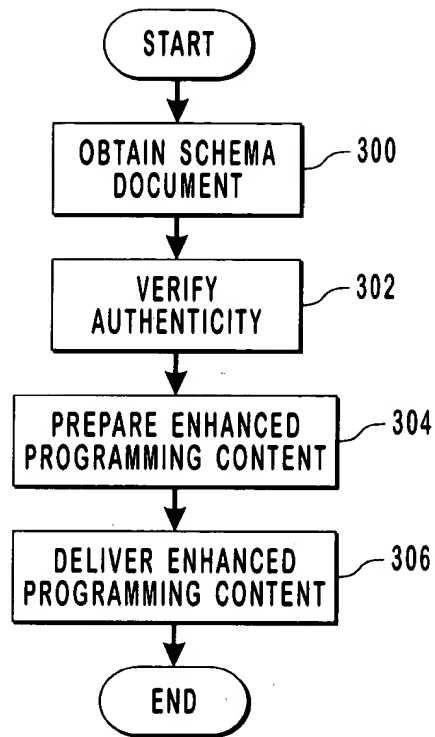 START
OBTAIN SCHEMA
DOCUMENT
300
VERIFY
AUTHENTICITY
302
PREPARE ENHANCED
PROGRAMMING CONTENT
304
DELIVER ENHANCED
PROGRAMMING CONTENT
306
END